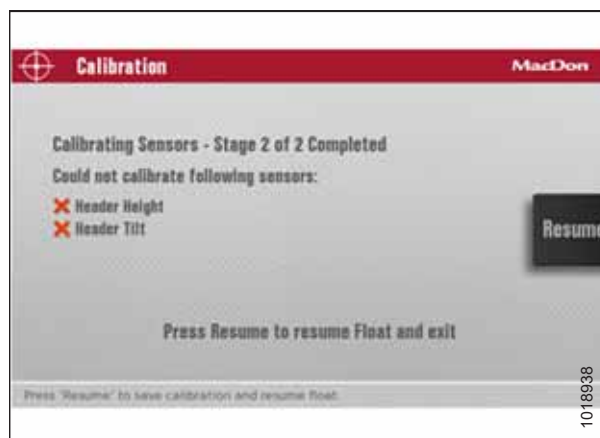 Calibration
MacDon
Calibrating Sensors - Stage 2 of 2 Completed
Could not calibrate following sensors:
Header Height
Header Tilt
Resume
Press Resume to resume Float and exit
Press 'Resume' to save calibration and resume float.
1018938